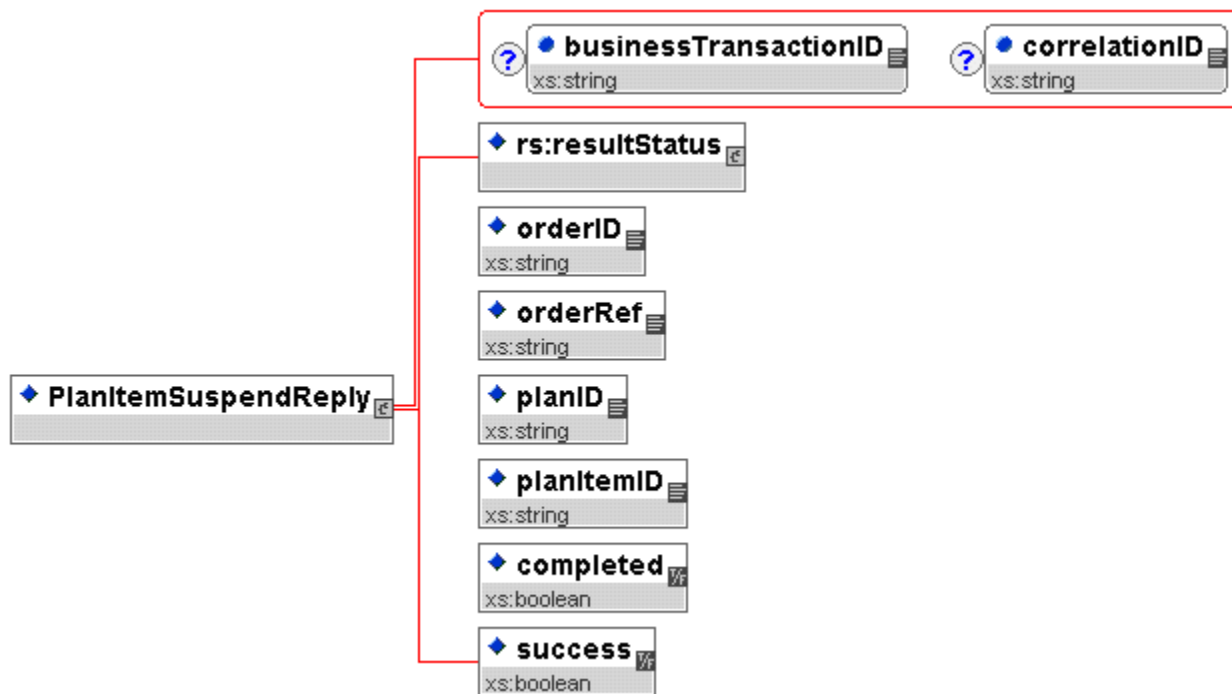 ? businessTransactionID ? correlationID
xs:string xs:string
rs:resultStatus
orderID
xs:string
orderRef
xs:string
PlanItemSuspendReply planID
xs:string
planItemID
xs:string
completed T/F
xs:boolean
success T/F
xs:boolean